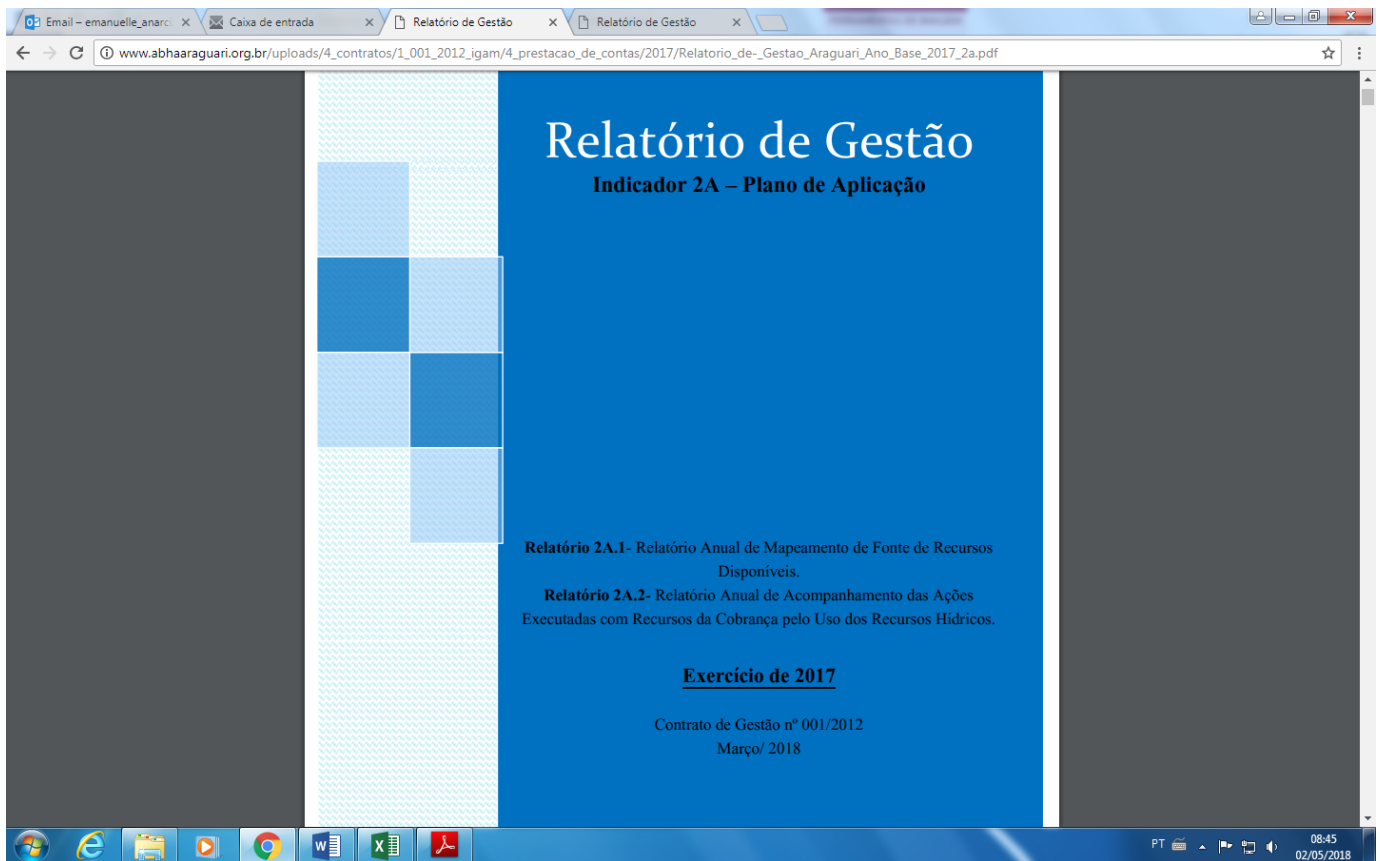 Email – emanuelle_anarc
Caixa de entrada
Relatório de Gestão
Relatório de Gestão
www.abhaaraguari.org.br/uploads/4_contratos/1_001_2012_igam/4_prestacao_de_contas/2017/Relatorio_de-_Gestao_Araguari_Ano_Base_2017_2a.pdf
Relatório de Gestão
Indicador 2A – Plano de Aplicação
Relatório 2A.1- Relatório Anual de Mapeamento de Fonte de Recursos
Disponíveis.
Relatório 2A.2- Relatório Anual de Acompanhamento das Ações
Executadas com Recursos da Cobrança pelo Uso dos Recursos Hídricos.
Exercício de 2017
Contrato de Gestão nº 001/2012
Março/ 2018
PT
08:45
02/05/2018